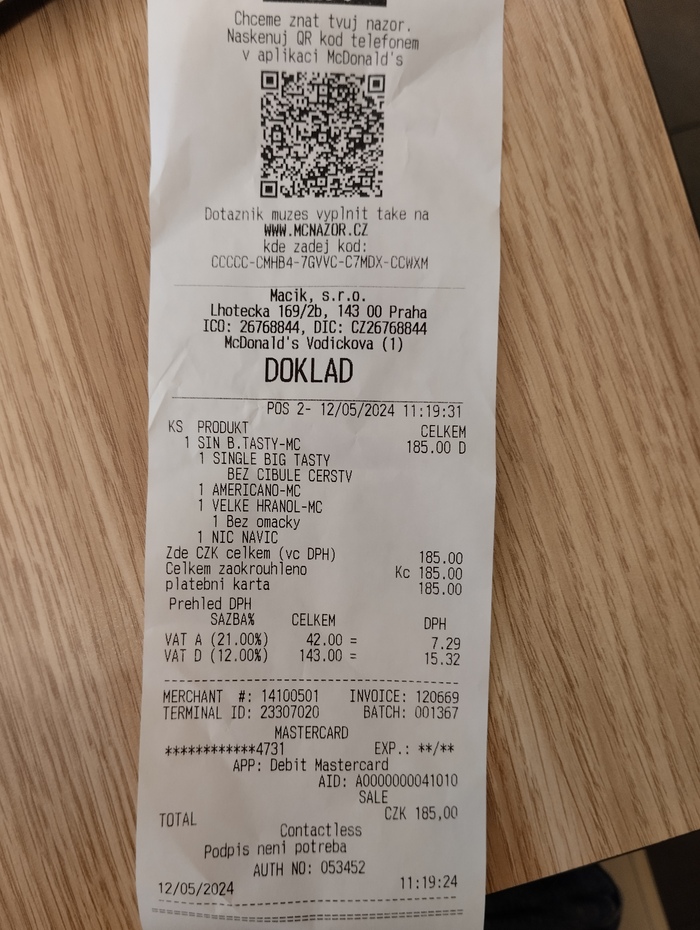 Chceme znat tvuj nazor.
Naskenuj QR kod telefonem
v aplikaci McDonald's
Dotaznik muzes vyplnit take na
WWW.MCNAZOR.CZ
kde zadej kod:
CCCCC-CMHB4-7GVVC-C7MDX-CCWXM
Macik, s.r.o.
Lhotecka 169/2b, 143 00 Praha
ICO: 26768844, DIC: CZ26768844
McDonald's Vodickova (1)
DOKLAD
POS 2- 12/05/2024 11:19:31
KS PRODUKT CELKEM
1 SIN B.TASTY-MC 185.00 D
1 SINGLE BIG TASTY
BEZ CIBULE CERSTV
1 AMERICANO-MC
1 VELKE HRANOL-MC
1 Bez omacky
1 NIC NAVIC
Zde CZK celkem (vc DPH) 185.00
Celkem zaokrouhleno Kc 185.00
platebni karta 185.00
Prehled DPH
SAZBA% CELKEM DPH
VAT A (21.00%) 42.00 = 7.29
VAT D (12.00%) 143.00 = 15.32
MERCHANT #: 14100501 INVOICE: 120669
TERMINAL ID: 23307020 BATCH: 001367
MASTERCARD
************4731 EXP.: **/**
APP: Debit Mastercard
AID: A0000000041010
SALE
TOTAL CZK 185,00
Contactless
Podpis neni potreba
AUTH NO: 053452
12/05/2024 11:19:24